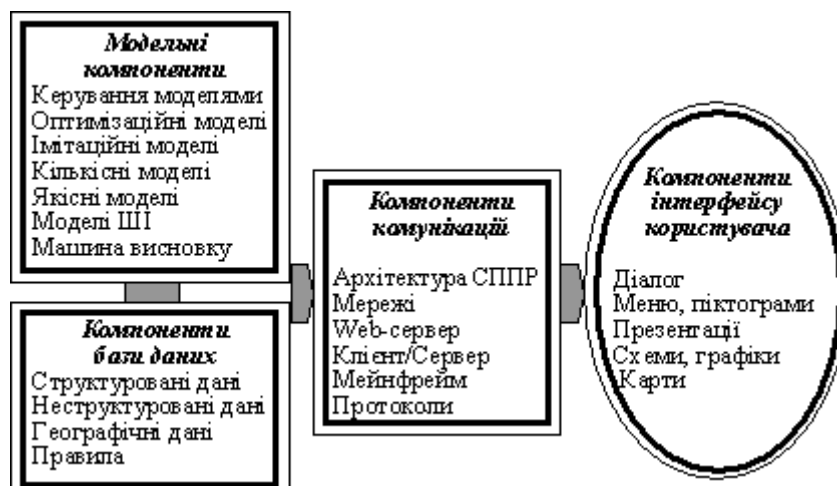 Модельні
компоненти
Керування моделями
Оптимізаційні моделі
Імітаційні моделі
Кількісні моделі
Якісні моделі
Моделі ШІ
Машина висновку
Компоненти
бази даних
Структуровані дані
Неструктуровані дані
Географічні дані
Правила
Компоненти
комунікацій
Архітектура СППР
Мережі
Web-сервер
Клієнт/Сервер
Мейнфрейм
Протоколи
Компоненти
інтерфейсу
користувача
Діалог
Меню, піктограми
Презентації
Схеми, графіки
Карти